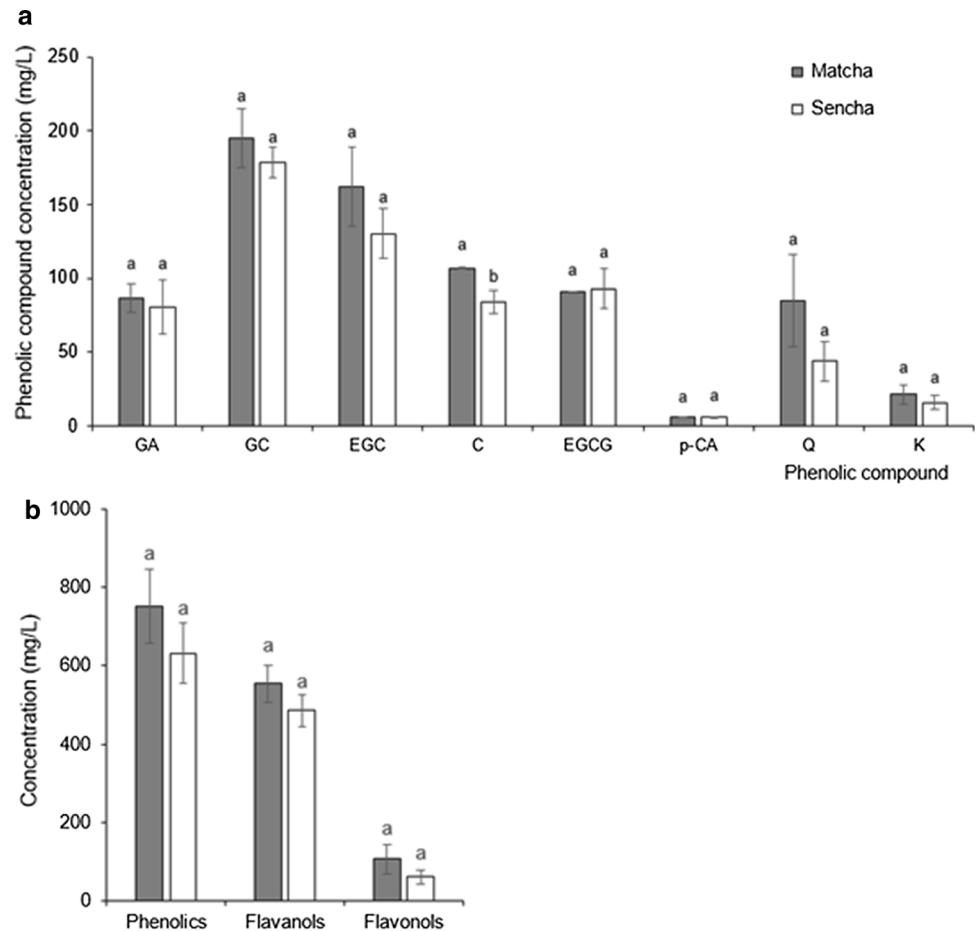 a
Phenolic compound concentration (mg/L)
250
200
150
100
50
0
Matcha
Sencha
a a a a a a a b a a a a a a a a
GA GC EGC C EGCG p-CA Q K
Phenolic compound
b
Concentration (mg/L)
1000
800
600
400
200
0
a a a a a a
Phenolics Flavanols Flavonols